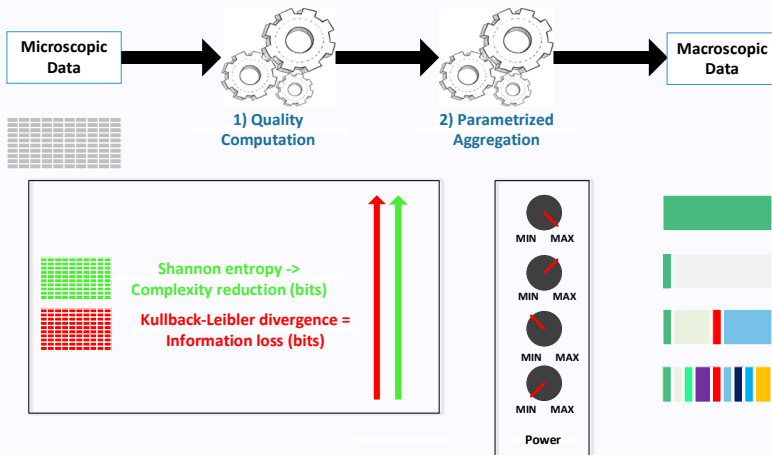 Microscopic
Data
Macroscopic
Data
1) Quality
Computation
2) Parametrized
Aggregation
Shannon entropy ->
Complexity reduction (bits)
Kullback-Leibler divergence =
Information loss (bits)
MIN MAX
MIN MAX
MIN MAX
MIN MAX
Power